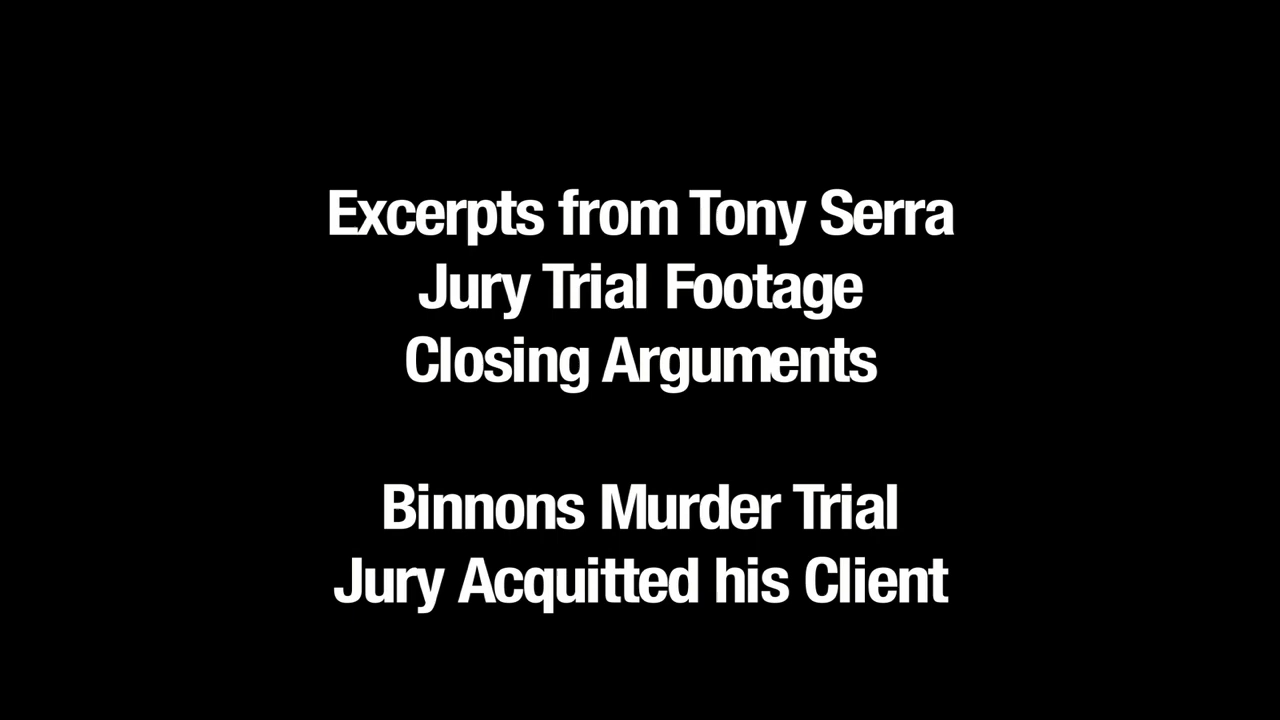 Excerpts from Tony Serra
Jury Trial Footage
Closing Arguments
Binnons Murder Trial
Jury Acquitted his Client